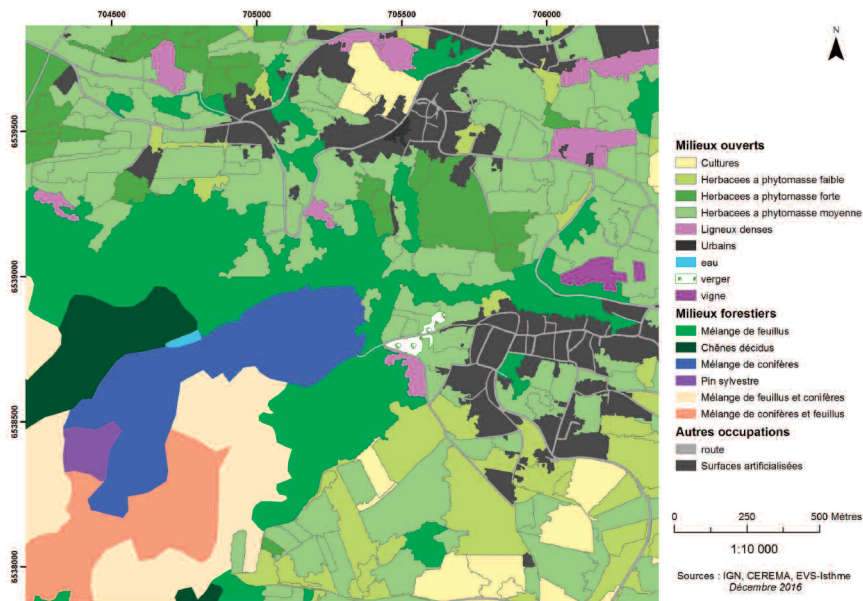 704500
705000
705500
706000
N
6539500
6539000
6538500
6538000
Milieux ouverts
Cultures
Herbacées à phytomasse faible
Herbacées à phytomasse forte
Herbacées à phytomasse moyenne
Ligneux denses
Urbains
eau
verger
vigne
Milieux forestiers
Mélange de feuillus
Chênes décidus
Mélange de conifères
Pin sylvestre
Mélange de feuillus et conifères
Mélange de conifères et feuillus
Autres occupations
route
Surfaces artificialisées
0 250 500 Mètres
1:10 000
Sources : IGN, CEREMA, EVS-Isthme
Décembre 2016